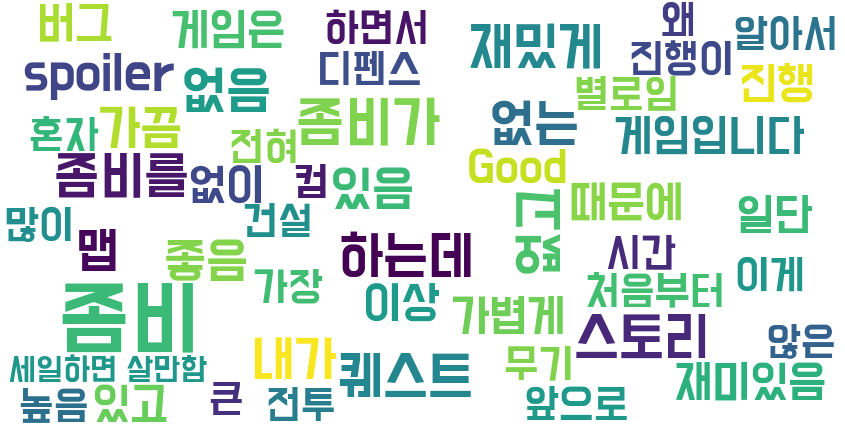 버그
게임은
하면서
재밌게
왜
알아서
spoiler
없음
디펜스
진행이
진행
별로임
혼자
가끔
전혀
좀비가
없는
게임입니다
좀비를
없이
컴
있음
Good
때문에
많이
맵
건설
없고
일단
좋음
하는데
시간
가장
이상
처음부터
이게
좀비
가볍게
스토리
않은
세일하면 살만함
내가
퀘스트
무기
재미있음
높음
있고
큰
전투
앞으로